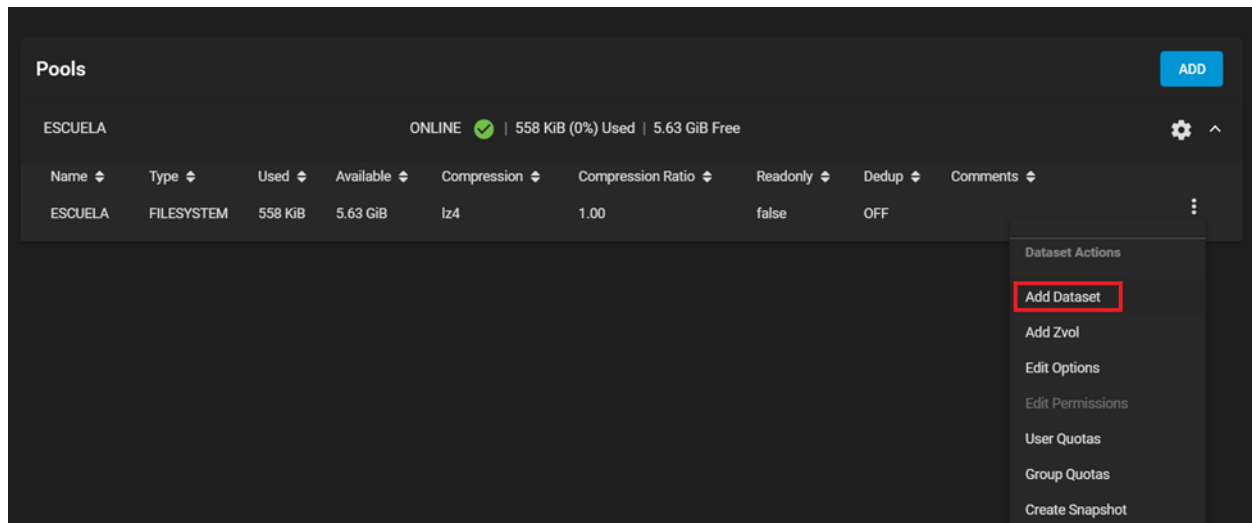 Pools
ADD
ESCUELA ONLINE | 558 KiB (0%) Used | 5.63 GiB Free
Name Type Used Available Compression Compression Ratio Readonly Dedup Comments
ESCUELA FILESYSTEM 558 KiB 5.63 GiB lz4 1.00 false OFF
Dataset Actions
Add Dataset
Add Zvol
Edit Options
Edit Permissions
User Quotas
Group Quotas
Create Snapshot